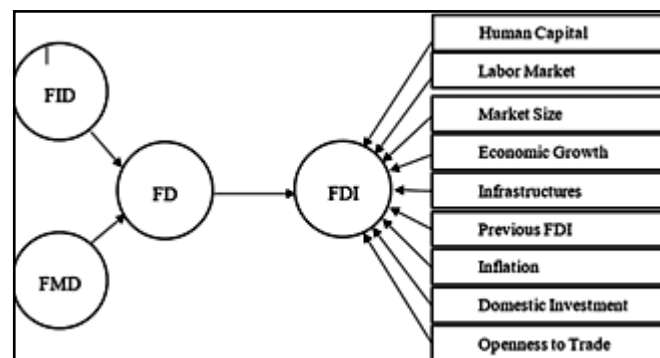 FID
FD
FMD
FDI
Human Capital
Labor Market
Market Size
Economic Growth
Infrastructures
Previous FDI
Inflation
Domestic Investment
Openness to Trade